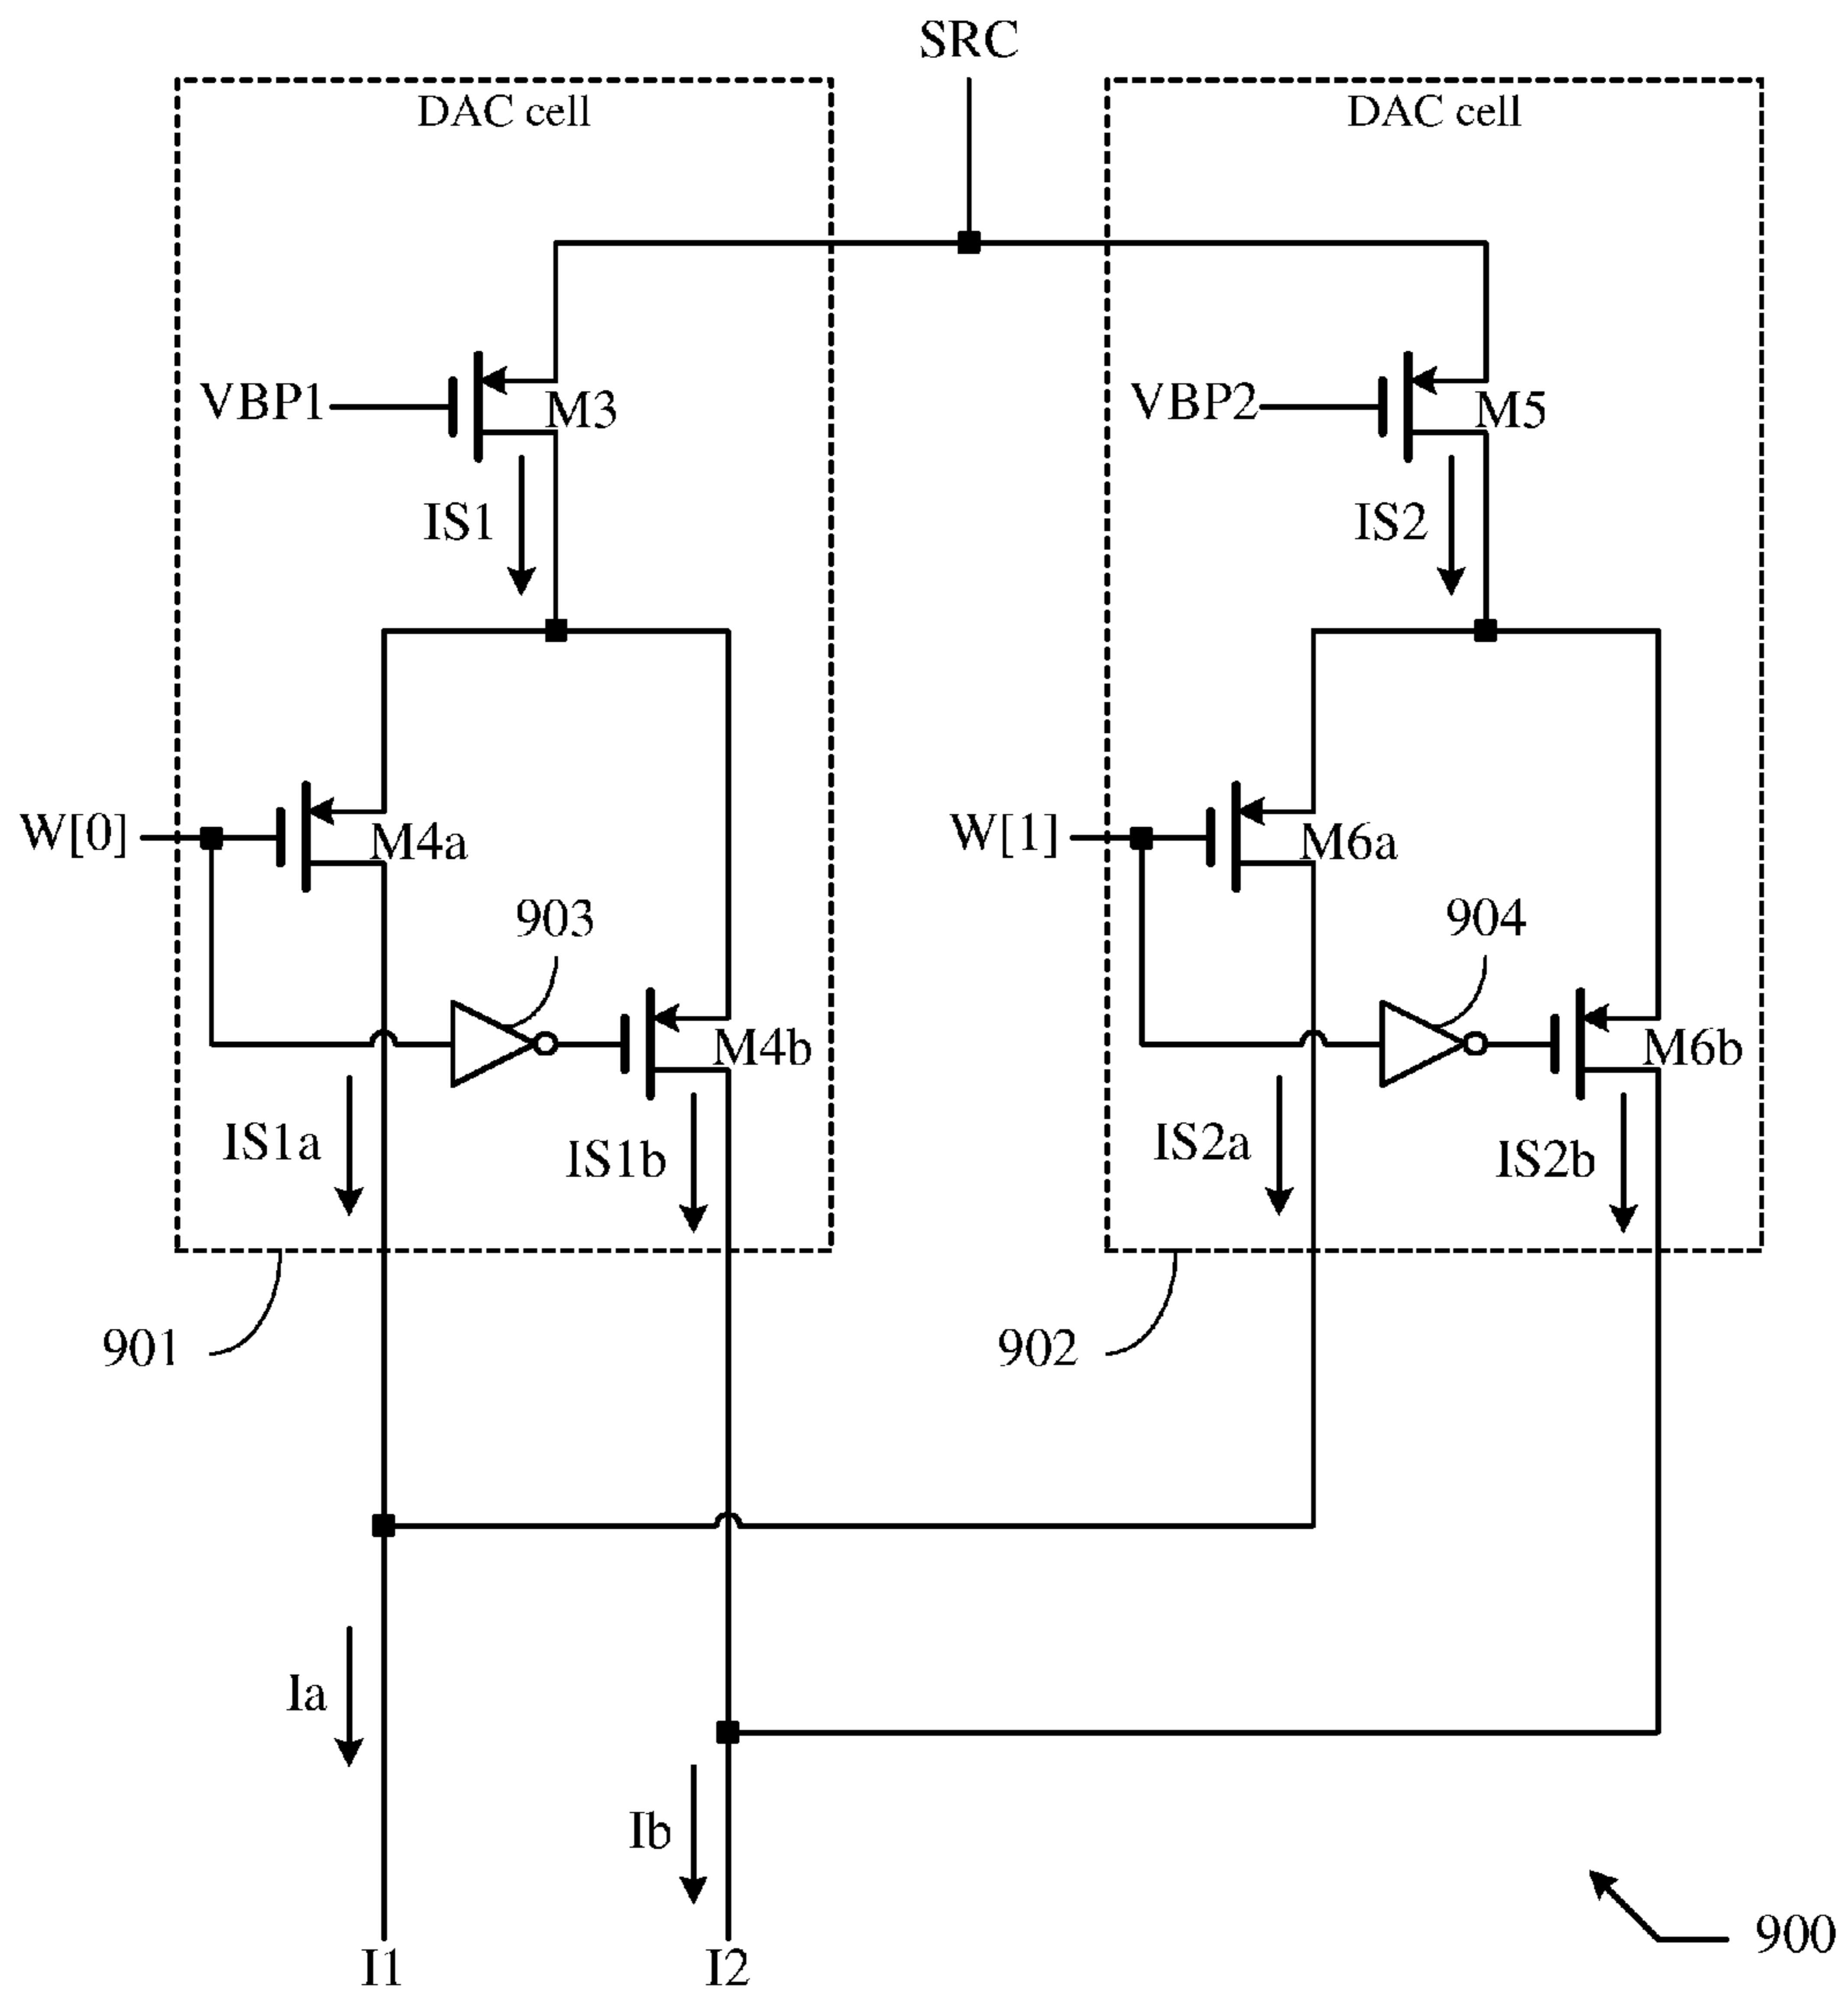 SRC
DAC cell
DAC cell
VBP1
M3
VBP2
M5
IS1
IS2
W[0]
M4a
W[1]
M6a
903
904
M4b
M6b
IS1a
IS1b
IS2a
IS2b
901
902
Ia
Ib
900
I1
I2